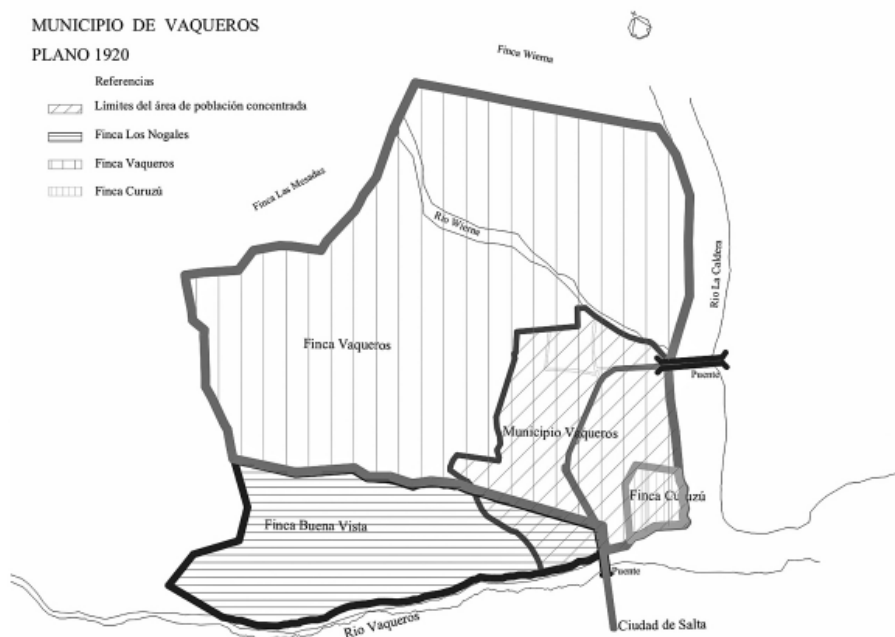 MUNICIPIO DE VAQUEROS
PLANO 1920
Referencias
Límites del área de población concentrada
Finca Los Nogales
Finca Vaqueros
Finca Curuzú
Finca Wierna
Finca Las Mesadas
Río Wierna
Río La Caldera
Finca Vaqueros
Puente
Municipio Vaqueros
Finca Curuzú
Finca Buena Vista
Puente
Río Vaqueros
Ciudad de Salta